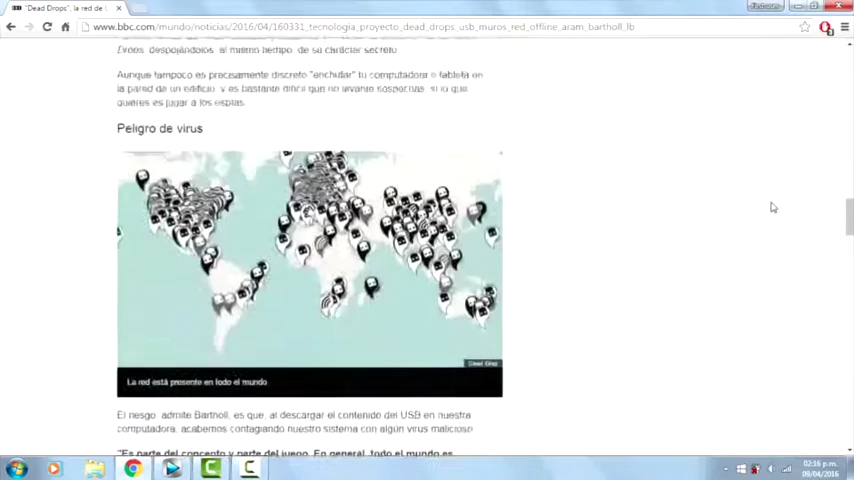 "Dead Drops", la red de l
www.bbc.com/mundo/noticias/2016/04/160331_tecnologia_proyecto_dead_drops_usb_muros_red_offline_aram_bartholl_lb
despojándolos, al mismo tiempo, de su carácter secreto.
Aunque tampoco es precisamente discreto "enchufar" tu computadora o tableta en
la pared de un edificio, y es bastante difícil que no levante sospechas, si lo que
quieres es jugar a los espías.
Peligro de virus
La red está presente en todo el mundo
El riesgo, admite Bartholl, es que, al descargar el contenido del USB en nuestra
computadora, acabemos contagiando nuestro sistema con algún virus malicioso.
"Es parte del concepto y parte del juego. En general, todo el mundo es
02:16 p.m.
09/04/2016